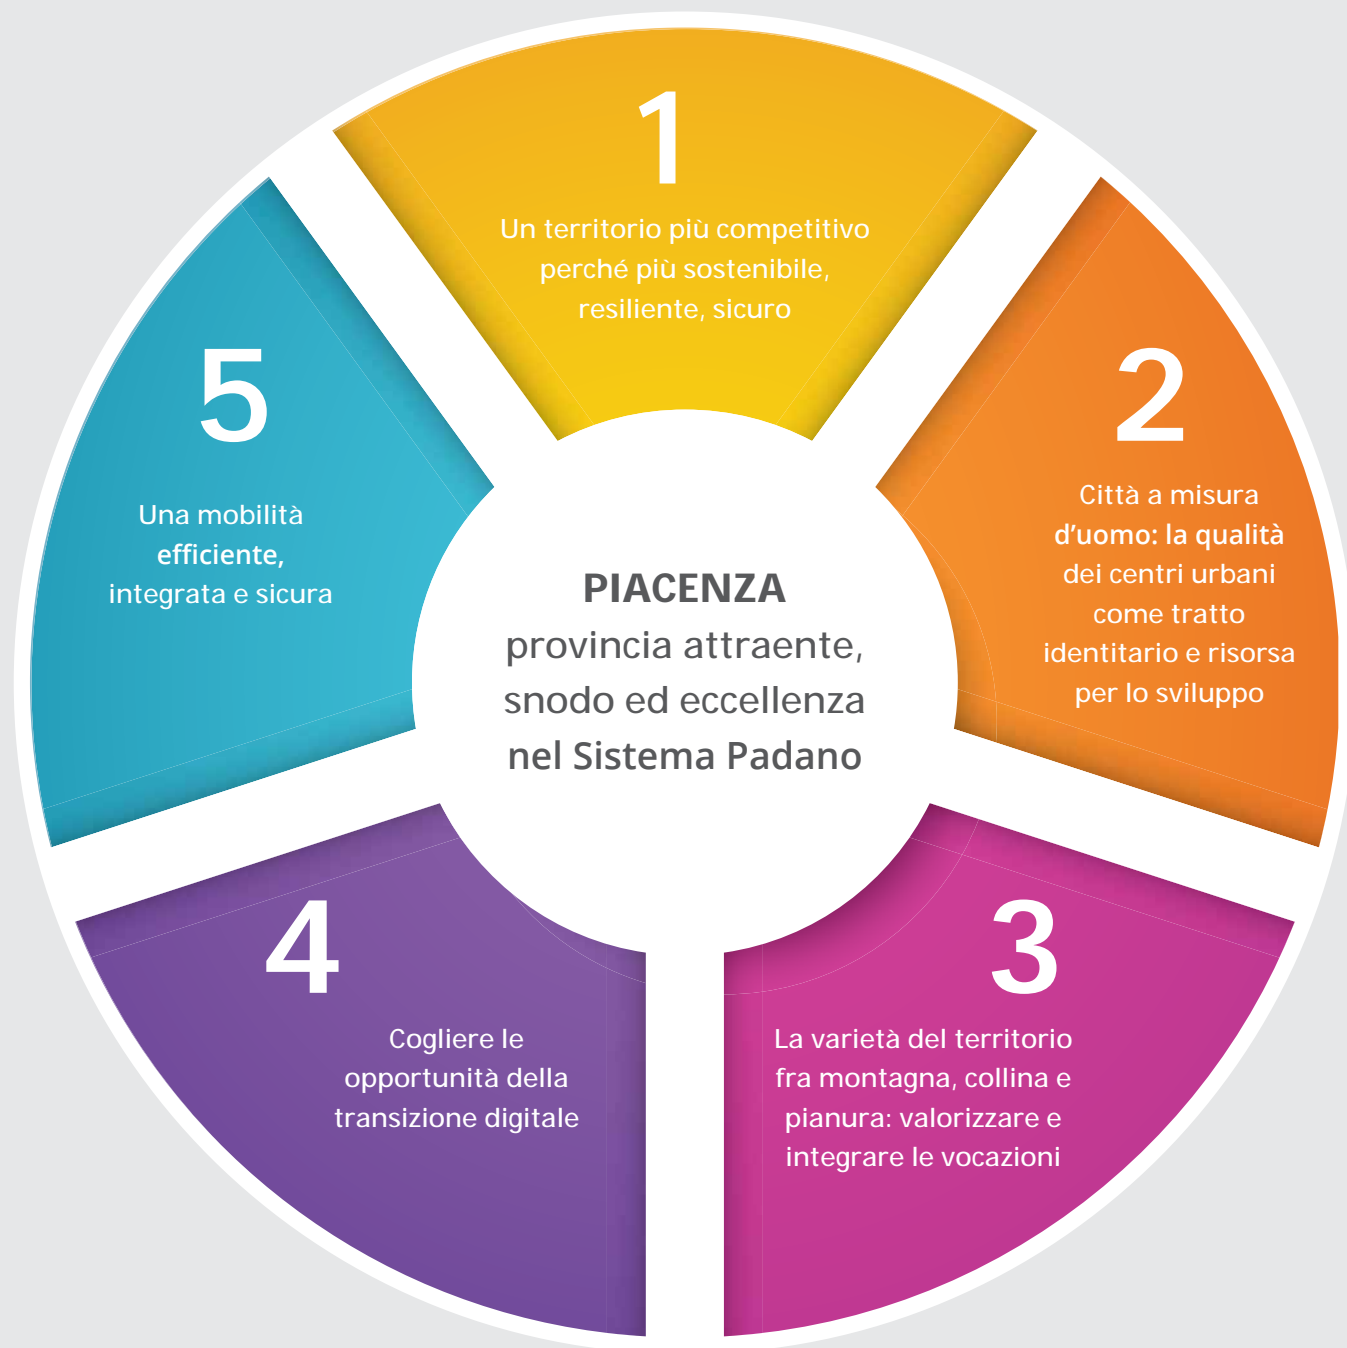 1
Un territorio più competitivo
perché più sostenibile,
resiliente, sicuro
2
Città a misura
d'uomo: la qualità
dei centri urbani
come tratto
identitario e risorsa
per lo sviluppo
3
La varietà del territorio
fra montagna, collina e
pianura: valorizzare e
integrare le vocazioni
4
Cogliere le
opportunità della
transizione digitale
5
Una mobilità
efficiente,
integrata e sicura
PIACENZA
provincia attraente,
snodo ed eccellenza
nel Sistema Padano